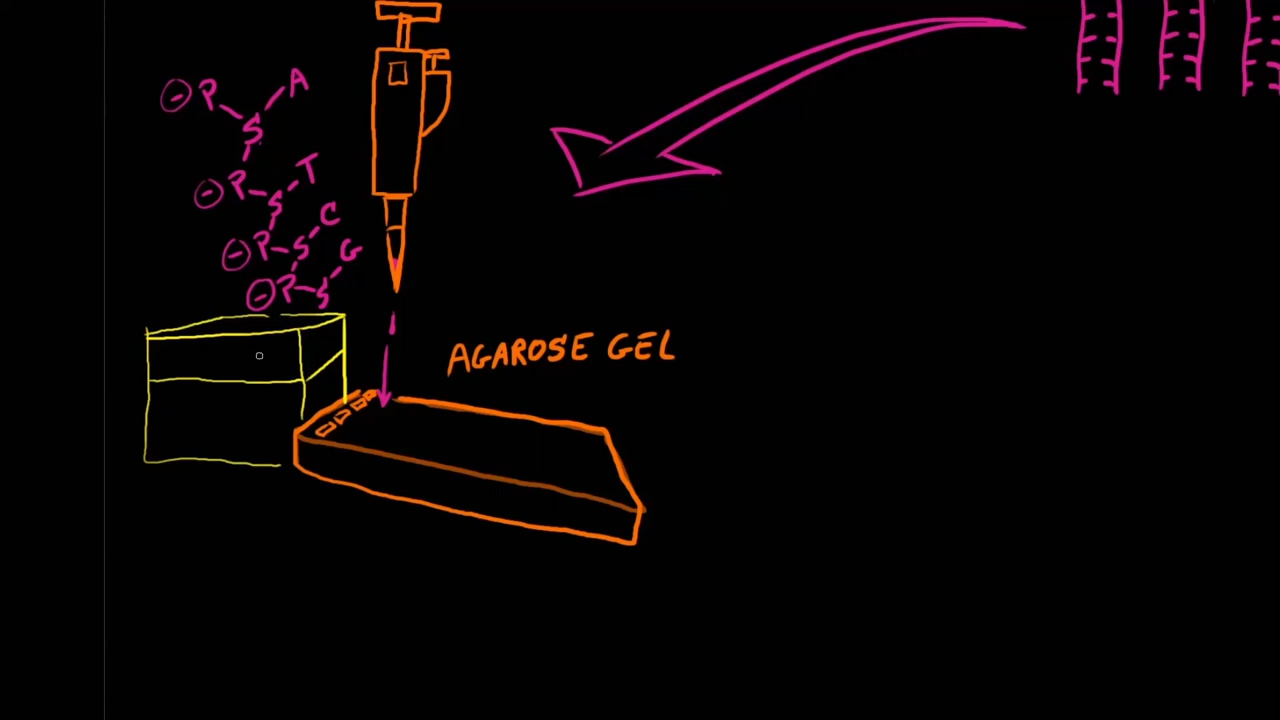 ⊖ P S A
⊖ P S T
⊖ P S C
⊖ P S G
AGAROSE GEL